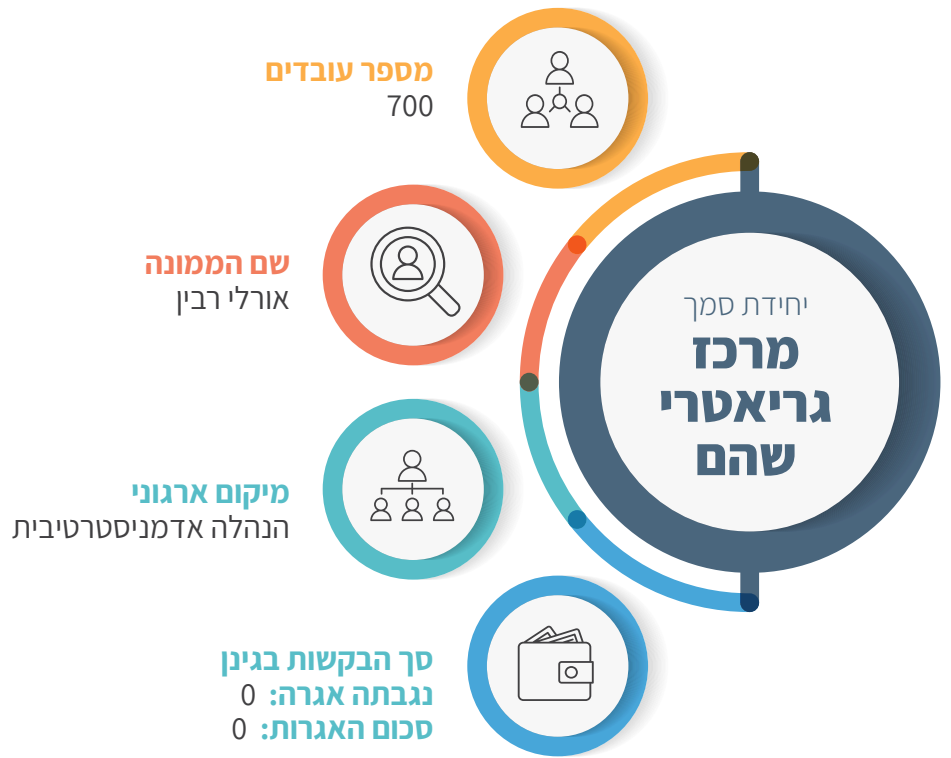 יחידת סמך
מרכז
גריאטרי
שהם
מספר עובדים
700
שם הממונה
אורלי רבין
מיקום ארגוני
הנהלה אדמניסטרטיבית
סך הבקשות בגינן
נגבתה אגרה: 0
סכום האגרות: 0